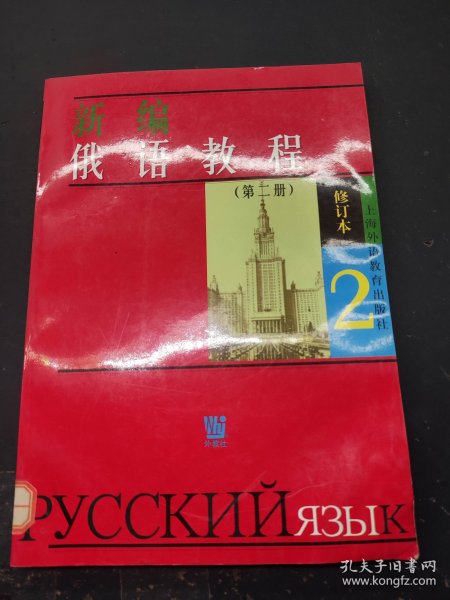 新编
俄语教程
（第二册）
修订本
2
上海外语教育出版社
Why
外教社
РУССКИЙ ЯЗЫК
孔夫子旧书网
www.kongfz.com